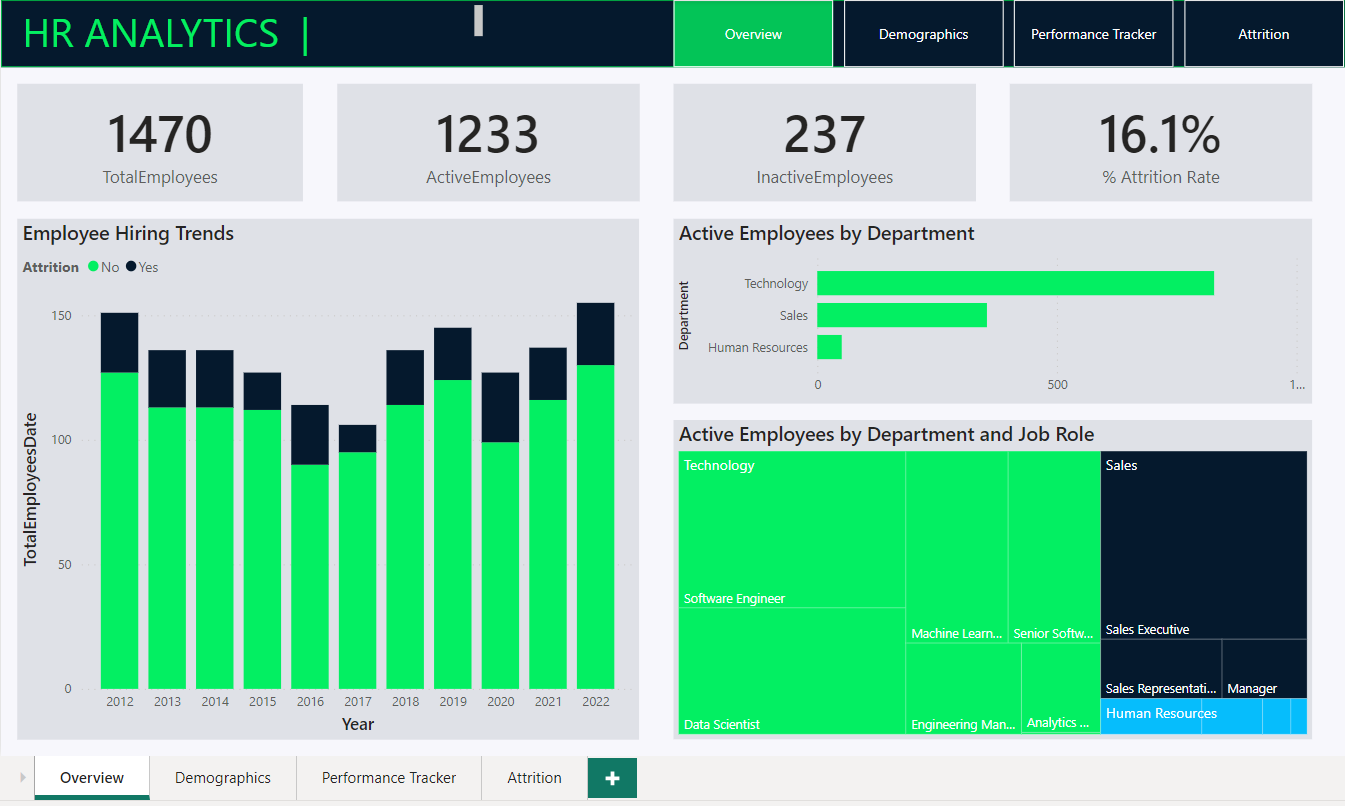 HR ANALYTICS |
Overview
Demographics
Performance Tracker
Attrition
1470
TotalEmployees
1233
ActiveEmployees
237
InactiveEmployees
16.1%
% Attrition Rate
Employee Hiring Trends
Attrition No Yes
150
100
50
0
TotalEmployeesDate
2012 2013 2014 2015 2016 2017 2018 2019 2020 2021 2022
Year
Active Employees by Department
Department
Technology
Sales
Human Resources
0 500 1...
Active Employees by Department and Job Role
Technology
Software Engineer
Data Scientist
Machine Learn...
Senior Softw...
Engineering Man...
Analytics ...
Sales
Sales Executive
Sales Representati...
Manager
Human Resources
Overview
Demographics
Performance Tracker
Attrition